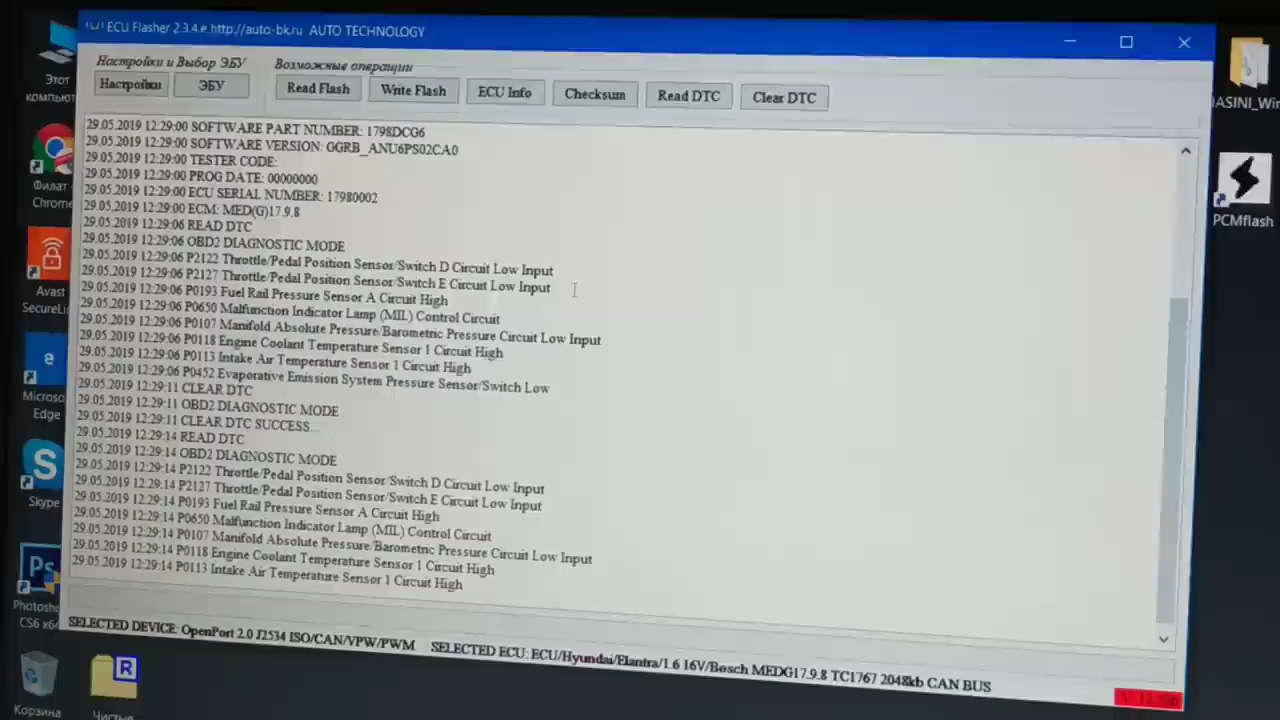 ECU Flasher 2.3.4.e http://auto-bk.ru AUTO TECHNOLOGY
Настройки и Выбор ЭБУ
Возможные операции
Настройки
ЭБУ
Read Flash
Write Flash
ECU Info
Checksum
Read DTC
Clear DTC
29.05.2019 12:29:00 SOFTWARE PART NUMBER: 1798DCG6
29.05.2019 12:29:00 SOFTWARE VERSION: GGRB_ANU6PS02CA0
29.05.2019 12:29:00 TESTER CODE:
29.05.2019 12:29:00 PROG DATE: 00000000
29.05.2019 12:29:00 ECU SERIAL NUMBER: 17980002
29.05.2019 12:29:00 ECM: MED(G)17.9.8
29.05.2019 12:29:06 READ DTC
29.05.2019 12:29:06 OBD2 DIAGNOSTIC MODE
29.05.2019 12:29:06 P2122 Throttle/Pedal Position Sensor/Switch D Circuit Low Input
29.05.2019 12:29:06 P2127 Throttle/Pedal Position Sensor/Switch E Circuit Low Input
29.05.2019 12:29:06 P0193 Fuel Rail Pressure Sensor A Circuit High
29.05.2019 12:29:06 P0650 Malfunction Indicator Lamp (MIL) Control Circuit
29.05.2019 12:29:06 P0107 Manifold Absolute Pressure/Barometric Pressure Circuit Low Input
29.05.2019 12:29:06 P0118 Engine Coolant Temperature Sensor 1 Circuit High
29.05.2019 12:29:06 P0113 Intake Air Temperature Sensor 1 Circuit High
29.05.2019 12:29:06 P0452 Evaporative Emission System Pressure Sensor/Switch Low
29.05.2019 12:29:11 CLEAR DTC
29.05.2019 12:29:11 OBD2 DIAGNOSTIC MODE
29.05.2019 12:29:11 CLEAR DTC SUCCESS...
29.05.2019 12:29:14 READ DTC
29.05.2019 12:29:14 OBD2 DIAGNOSTIC MODE
29.05.2019 12:29:14 P2122 Throttle/Pedal Position Sensor/Switch D Circuit Low Input
29.05.2019 12:29:14 P2127 Throttle/Pedal Position Sensor/Switch E Circuit Low Input
29.05.2019 12:29:14 P0193 Fuel Rail Pressure Sensor A Circuit High
29.05.2019 12:29:14 P0650 Malfunction Indicator Lamp (MIL) Control Circuit
29.05.2019 12:29:14 P0107 Manifold Absolute Pressure/Barometric Pressure Circuit Low Input
29.05.2019 12:29:14 P0118 Engine Coolant Temperature Sensor 1 Circuit High
29.05.2019 12:29:14 P0113 Intake Air Temperature Sensor 1 Circuit High
SELECTED DEVICE: OpenPort 2.0 J2534 ISO/CAN/VPW/PWM SELECTED ECU: ECU/Hyundai/Elantra/1.6 16V/Bosch MEDG17.9.8 TC1767 2048kb CAN BUS
Этот
компьют
Филат
Chrome
Avast
SecureLi
Microso
Edge
Skype
Ps
Photosh
CS6 x64
Корзина
R
Чистые
IASINI_Wi
PCMflash